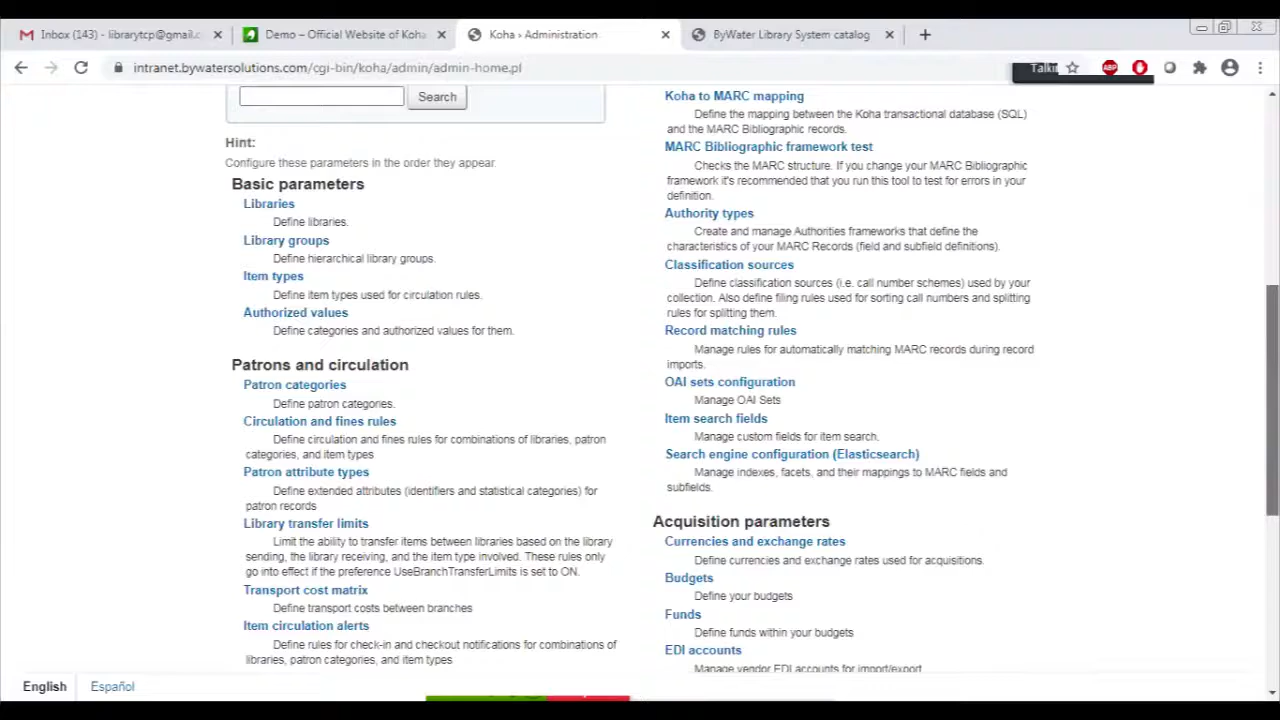 Inbox (143) - librarytcp@gmail.c
Demo – Official Website of Koha
Koha › Administration
ByWater Library System catalog
intranet.bywatersolutions.com/cgi-bin/koha/admin/admin-home.pl
Search
Hint:
Configure these parameters in the order they appear.
Basic parameters
Libraries
Define libraries.
Library groups
Define hierarchical library groups.
Item types
Define item types used for circulation rules.
Authorized values
Define categories and authorized values for them.
Patrons and circulation
Patron categories
Define patron categories.
Circulation and fines rules
Define circulation and fines rules for combinations of libraries, patron
categories, and item types
Patron attribute types
Define extended attributes (identifiers and statistical categories) for
patron records
Library transfer limits
Limit the ability to transfer items between libraries based on the library
sending, the library receiving, and the item type involved. These rules only
go into effect if the preference UseBranchTransferLimits is set to ON.
Transport cost matrix
Define transport costs between branches
Item circulation alerts
Define rules for check-in and checkout notifications for combinations of
libraries, patron categories, and item types
Koha to MARC mapping
Define the mapping between the Koha transactional database (SQL)
and the MARC Bibliographic records.
MARC Bibliographic framework test
Checks the MARC structure. If you change your MARC Bibliographic
framework it's recommended that you run this tool to test for errors in your
definition.
Authority types
Create and manage Authorities frameworks that define the
characteristics of your MARC Records (field and subfield definitions).
Classification sources
Define classification sources (i.e. call number schemes) used by your
collection. Also define filing rules used for sorting call numbers and splitting
rules for splitting them.
Record matching rules
Manage rules for automatically matching MARC records during record
imports.
OAI sets configuration
Manage OAI Sets
Item search fields
Manage custom fields for item search.
Search engine configuration (Elasticsearch)
Manage indexes, facets, and their mappings to MARC fields and
subfields.
Acquisition parameters
Currencies and exchange rates
Define currencies and exchange rates used for acquisitions.
Budgets
Define your budgets
Funds
Define funds within your budgets
EDI accounts
Manage vendor EDI accounts for import/export
English
Español